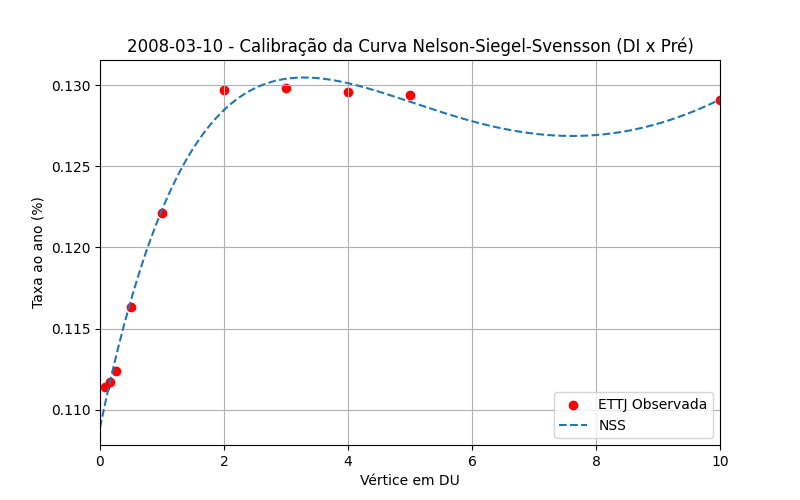 2008-03-10 - Calibração da Curva Nelson-Siegel-Svensson (DI x Pré)
Taxa ao ano (%)
0.130
0.125
0.120
0.115
0.110
ETTJ Observada
NSS
0 2 4 6 8 10
Vértice em DU